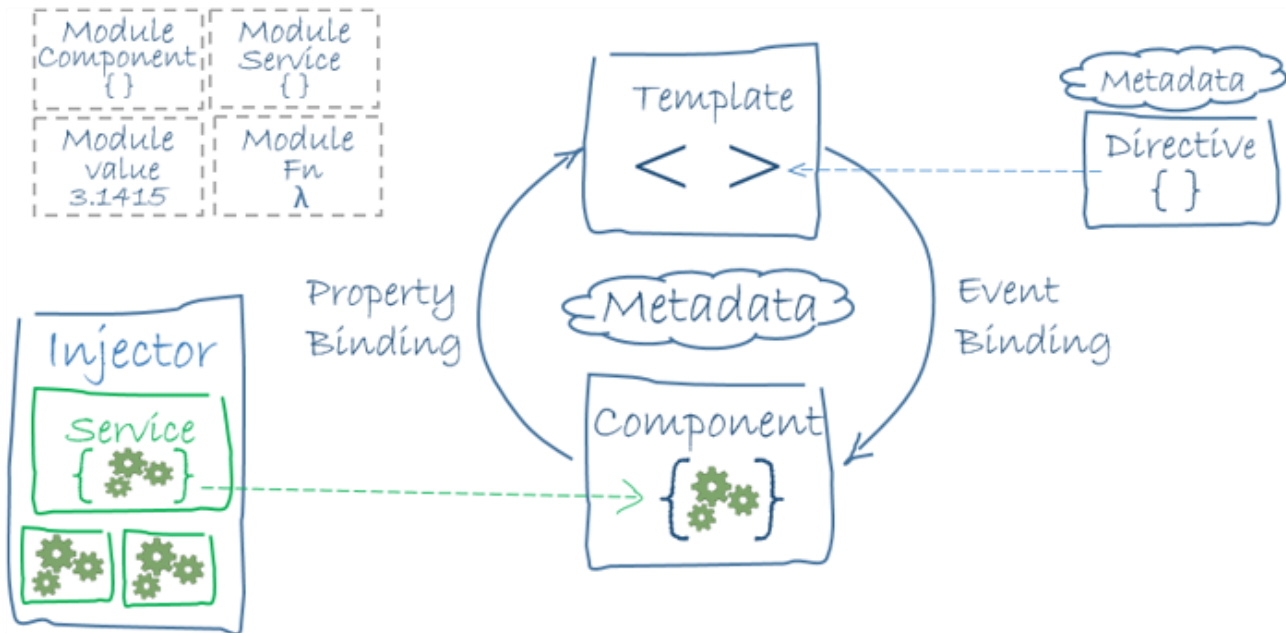 Module
Component
{ }
Module
Service
{ }
Module
value
3.1415
Module
Fn
λ
Template
< >
Metadata
Directive
{ }
Property
Binding
Metadata
Event
Binding
Injector
Service
{ }
Component
{ }